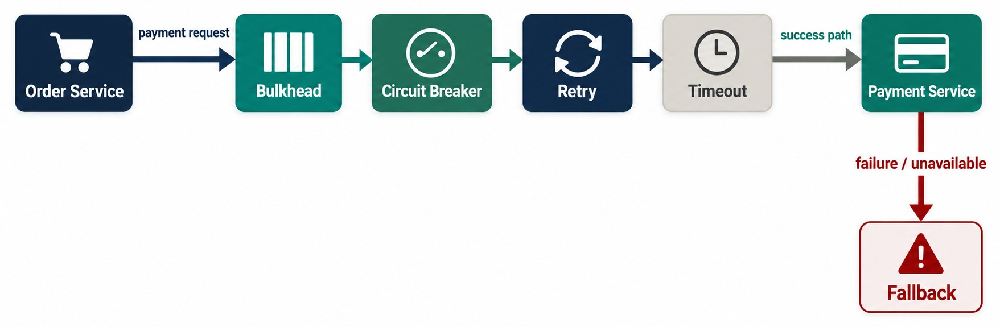 Order Service
payment request
Bulkhead
Circuit Breaker
Retry
Timeout
success path
Payment Service
failure / unavailable
Fallback